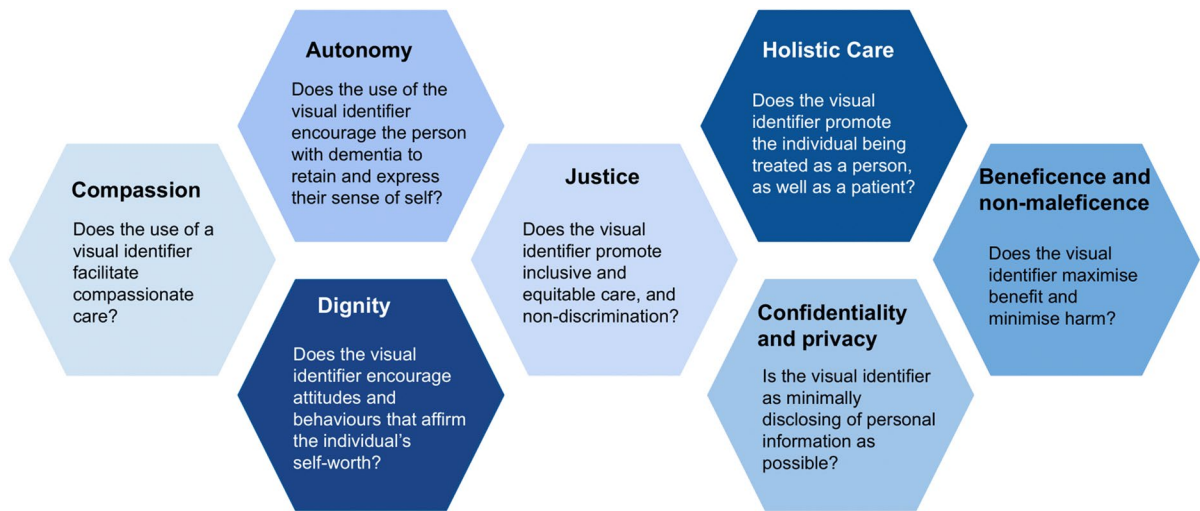 Compassion
Does the use of a
visual identifier
facilitate
compassionate
care?
Autonomy
Does the use of the
visual identifier
encourage the person
with dementia to
retain and express
their sense of self?
Dignity
Does the visual
identifier encourage
attitudes and
behaviours that affirm
the individual’s
self-worth?
Justice
Does the visual
identifier promote
inclusive and
equitable care, and
non-discrimination?
Holistic Care
Does the visual
identifier promote
the individual being
treated as a person,
as well as a patient?
Confidentiality
and privacy
Is the visual identifier
as minimally
disclosing of personal
information as
possible?
Beneficence and
non-maleficence
Does the visual
identifier maximise
benefit and
minimise harm?